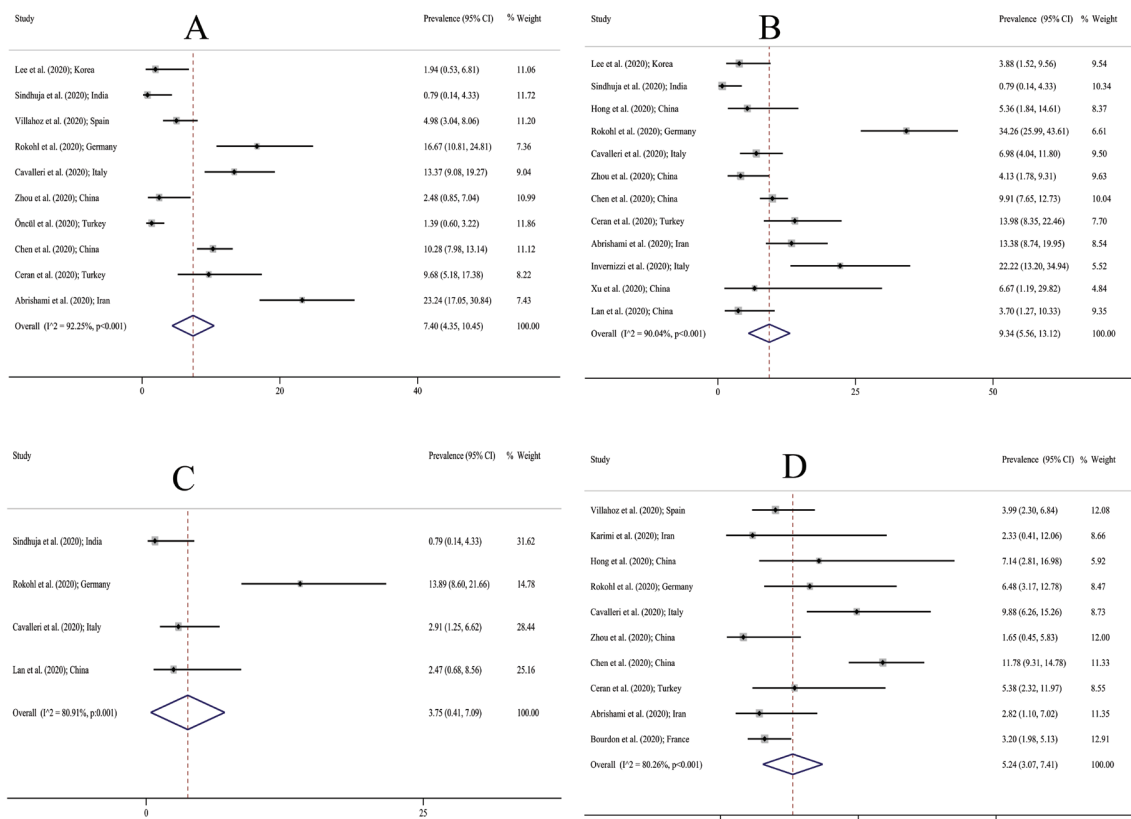 A
Study Prevalence (95% CI) % Weight
Lee et al. (2020); Korea 1.94 (0.53, 6.81) 11.06
Sindhuja et al. (2020); India 0.79 (0.14, 4.33) 11.72
Villahoz et al. (2020); Spain 4.98 (3.04, 8.06) 11.20
Rokohl et al. (2020); Germany 16.67 (10.81, 24.81) 7.36
Cavalleri et al. (2020); Italy 13.37 (9.08, 19.27) 9.04
Zhou et al. (2020); China 2.48 (0.85, 7.04) 10.99
Öncül et al. (2020); Turkey 1.39 (0.60, 3.22) 11.86
Chen et al. (2020); China 10.28 (7.98, 13.14) 11.12
Ceran et al. (2020); Turkey 9.68 (5.18, 17.38) 8.22
Abrishami et al. (2020); Iran 23.24 (17.05, 30.84) 7.43
Overall (I^2 = 92.25%, p<0.001) 7.40 (4.35, 10.45) 100.00
0 20 40
B
Study Prevalence (95% CI) % Weight
Lee et al. (2020); Korea 3.88 (1.52, 9.56) 9.54
Sindhuja et al. (2020); India 0.79 (0.14, 4.33) 10.34
Hong et al. (2020); China 5.36 (1.84, 14.61) 8.37
Rokohl et al. (2020); Germany 34.26 (25.99, 43.61) 6.61
Cavalleri et al. (2020); Italy 6.98 (4.04, 11.80) 9.50
Zhou et al. (2020); China 4.13 (1.78, 9.31) 9.63
Chen et al. (2020); China 9.91 (7.65, 12.73) 10.04
Ceran et al. (2020); Turkey 13.98 (8.35, 22.46) 7.70
Abrishami et al. (2020); Iran 13.38 (8.74, 19.95) 8.54
Invernizzi et al. (2020); Italy 22.22 (13.20, 34.94) 5.52
Xu et al. (2020); China 6.67 (1.19, 29.82) 4.84
Lan et al. (2020); China 3.70 (1.27, 10.33) 9.35
Overall (I^2 = 90.04%, p<0.001) 9.34 (5.56, 13.12) 100.00
0 25 50
C
Study Prevalence (95% CI) % Weight
Sindhuja et al. (2020); India 0.79 (0.14, 4.33) 31.62
Rokohl et al. (2020); Germany 13.89 (8.60, 21.66) 14.78
Cavalleri et al. (2020); Italy 2.91 (1.25, 6.62) 28.44
Lan et al. (2020); China 2.47 (0.68, 8.56) 25.16
Overall (I^2 = 80.91%, p:0.001) 3.75 (0.41, 7.09) 100.00
0 25
D
Study Prevalence (95% CI) % Weight
Villahoz et al. (2020); Spain 3.99 (2.30, 6.84) 12.08
Karimi et al. (2020); Iran 2.33 (0.41, 12.06) 8.66
Hong et al. (2020); China 7.14 (2.81, 16.98) 5.92
Rokohl et al. (2020); Germany 6.48 (3.17, 12.78) 8.47
Cavalleri et al. (2020); Italy 9.88 (6.26, 15.26) 8.73
Zhou et al. (2020); China 1.65 (0.45, 5.83) 12.00
Chen et al. (2020); China 11.78 (9.31, 14.78) 11.33
Ceran et al. (2020); Turkey 5.38 (2.32, 11.97) 8.55
Abrishami et al. (2020); Iran 2.82 (1.10, 7.02) 11.35
Bourdon et al. (2020); France 3.20 (1.98, 5.13) 12.91
Overall (I^2 = 80.26%, p<0.001) 5.24 (3.07, 7.41) 100.00